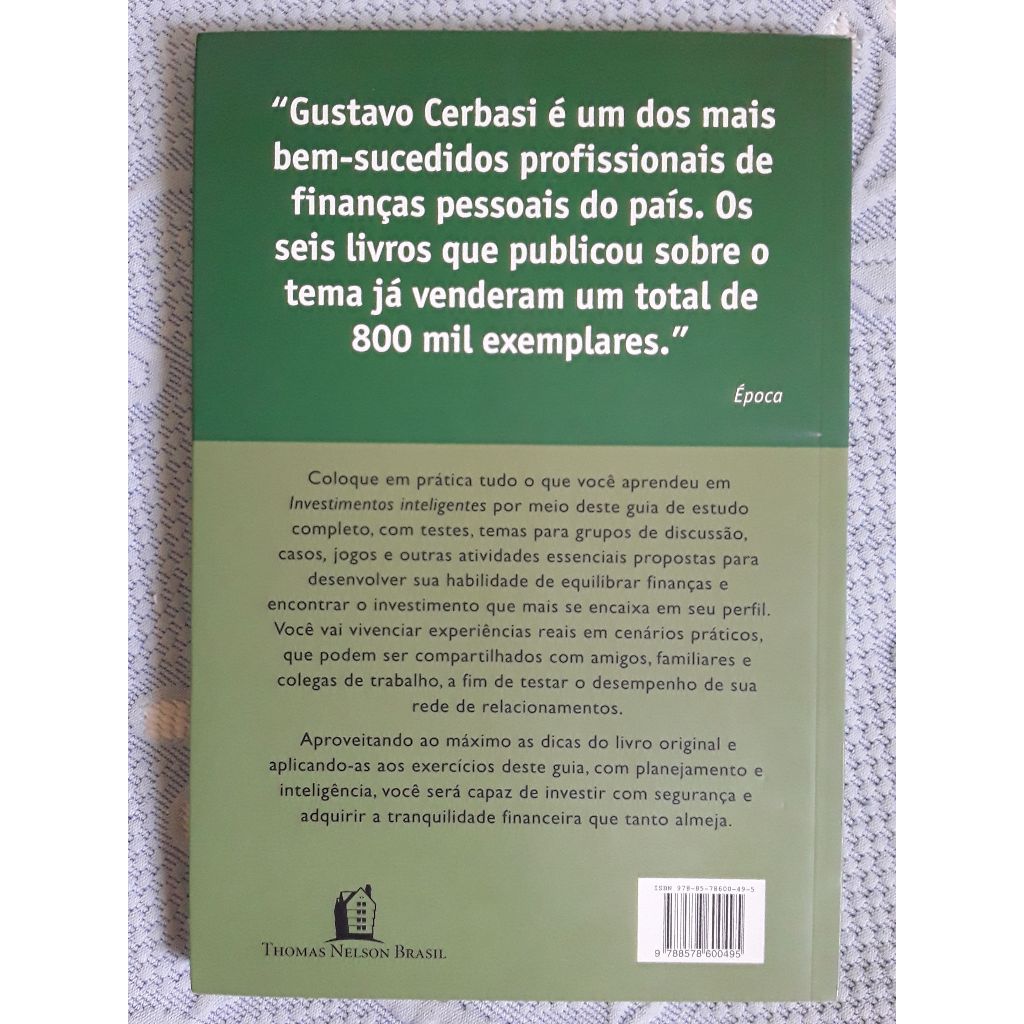 “Gustavo Cerbasi é um dos mais
bem-sucedidos profissionais de
finanças pessoais do país. Os
seis livros que publicou sobre o
tema já venderam um total de
800 mil exemplares.”
Época
Coloque em prática tudo o que você aprendeu em
Investimentos inteligentes por meio deste guia de estudo
completo, com testes, temas para grupos de discussão,
casos, jogos e outras atividades essenciais propostas para
desenvolver sua habilidade de equilibrar finanças e
encontrar o investimento que mais se encaixa em seu perfil.
Você vai vivenciar experiências reais em cenários práticos,
que podem ser compartilhados com amigos, familiares e
colegas de trabalho, a fim de testar o desempenho de sua
rede de relacionamentos.
Aproveitando ao máximo as dicas do livro original e
aplicando-as aos exercícios deste guia, com planejamento e
inteligência, você será capaz de investir com segurança e
adquirir a tranquilidade financeira que tanto almeja.
THOMAS NELSON BRASIL
ISBN 978-85-78600-49-5
9 788578 600495